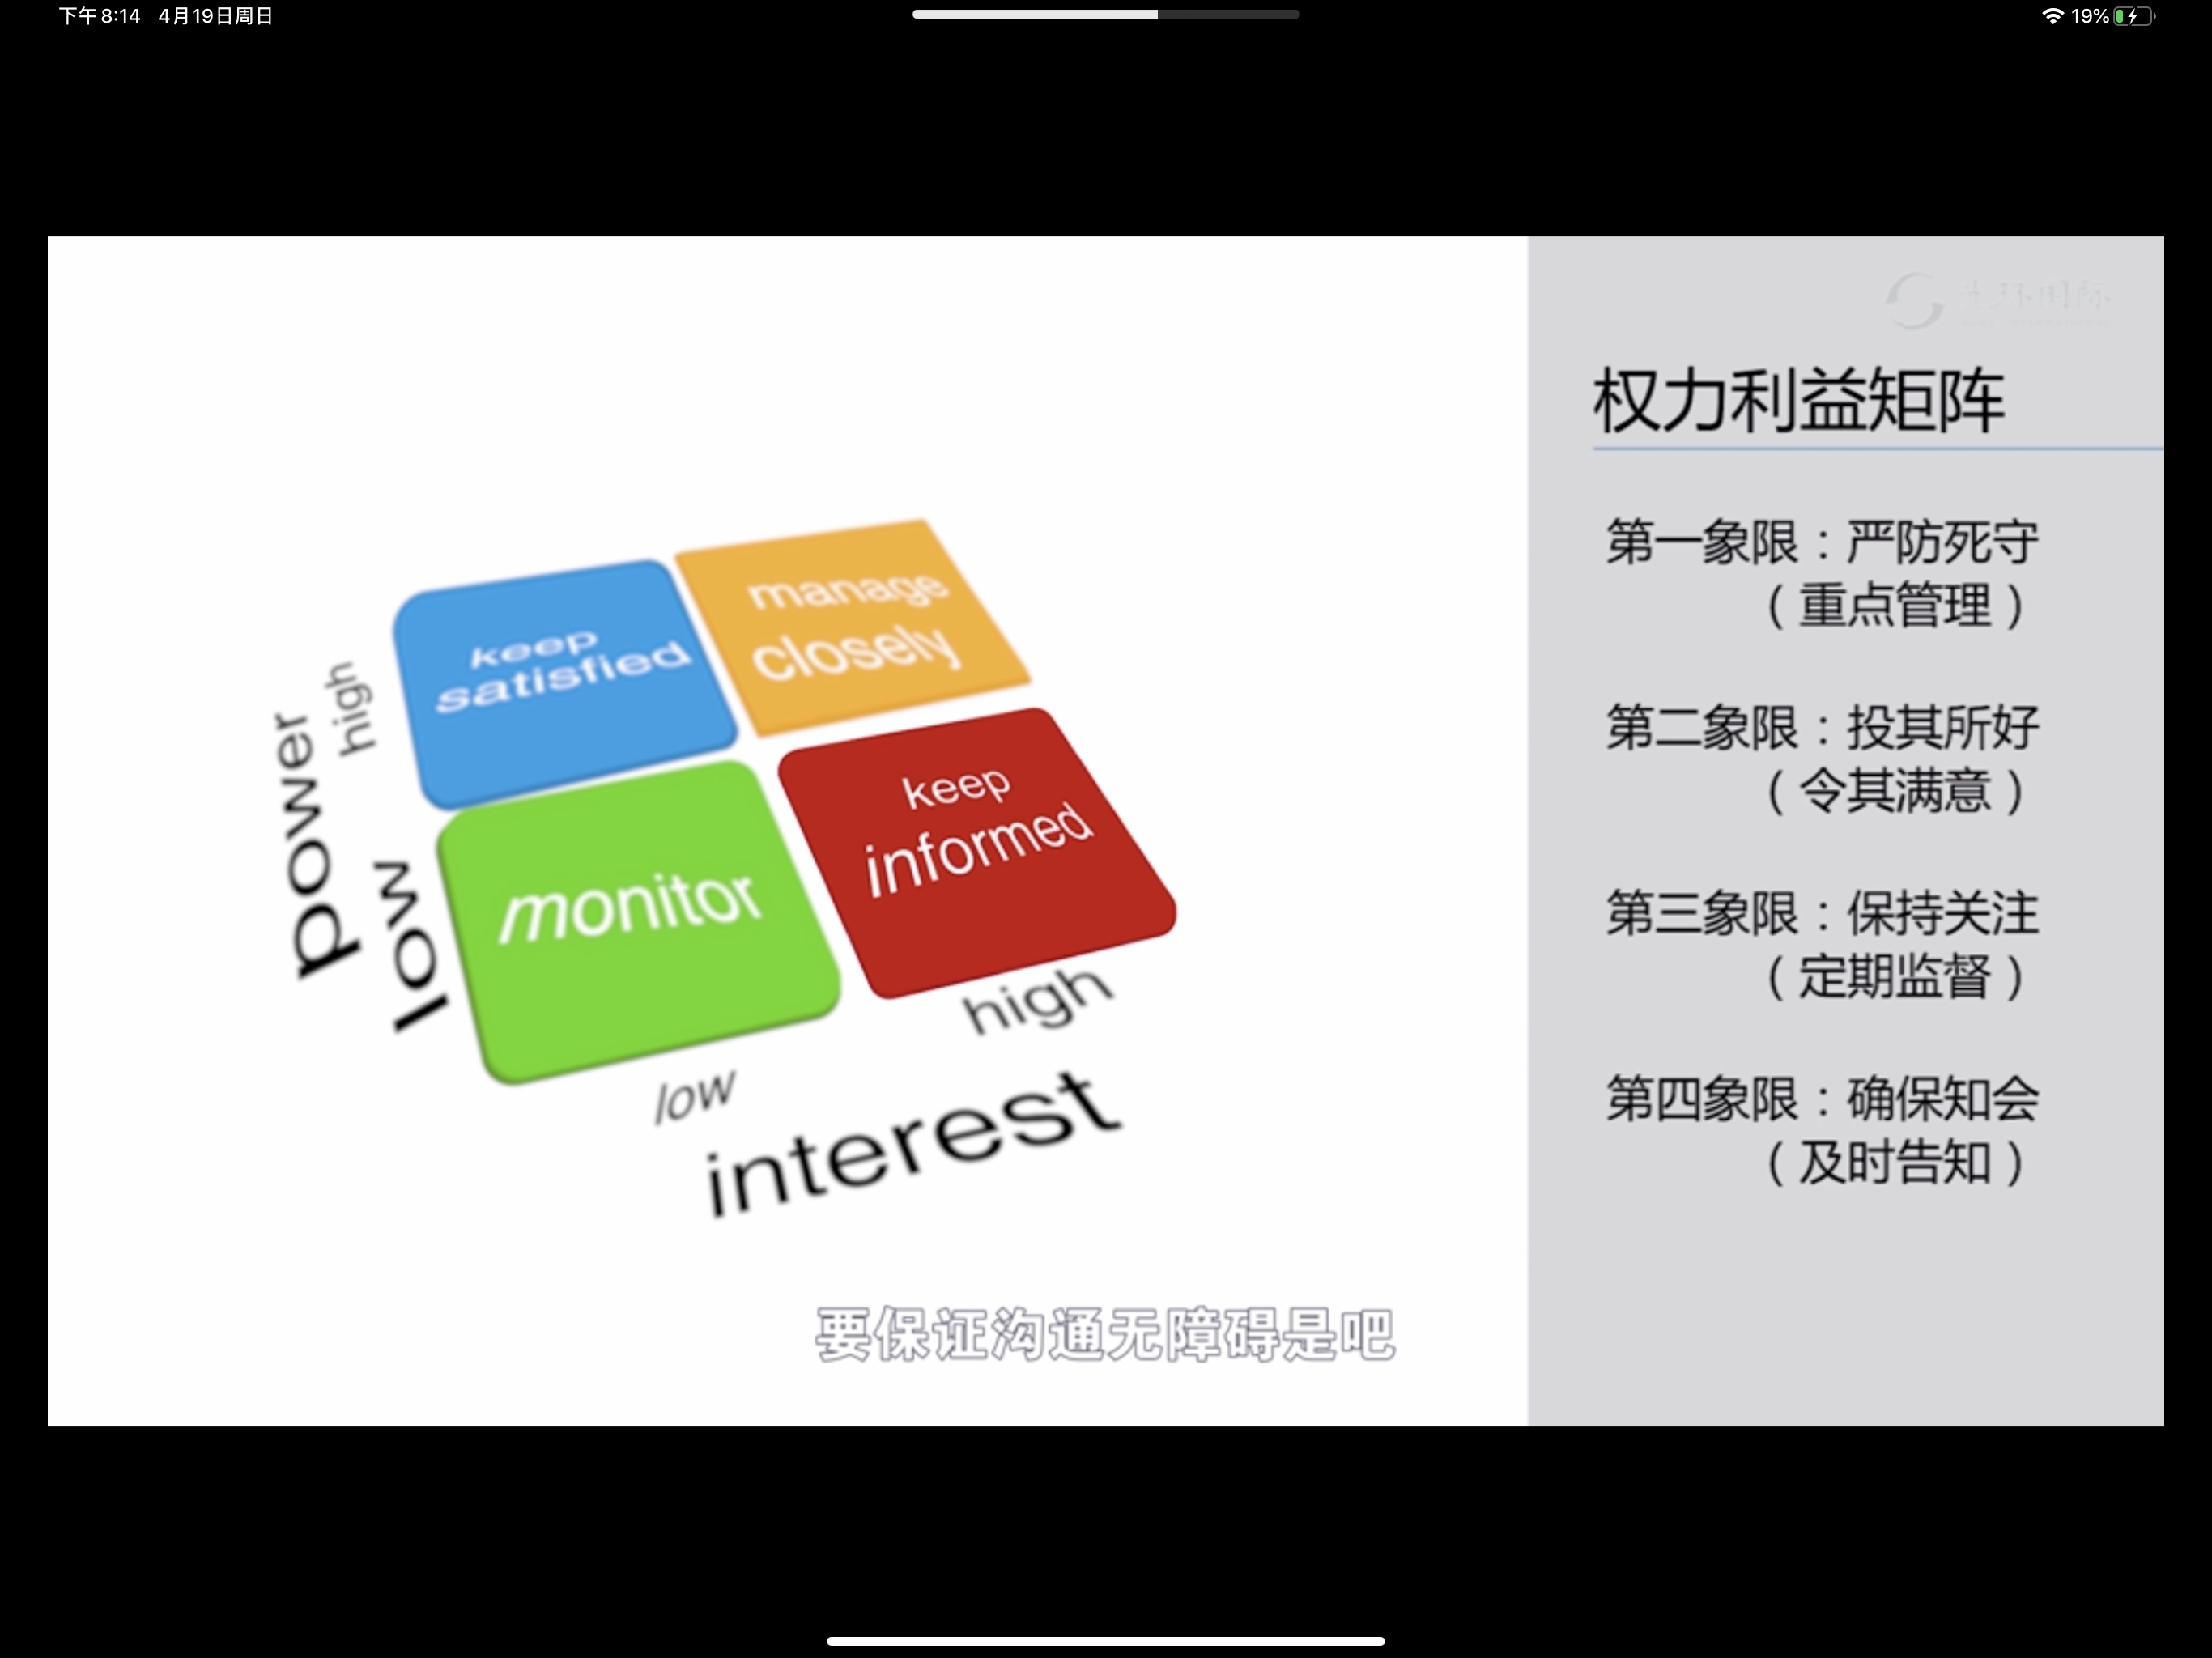 下午8:14 4月19日周日
19%
光环国际
权力利益矩阵
第一象限：严防死守
（重点管理）
第二象限：投其所好
（令其满意）
第三象限：保持关注
（定期监督）
第四象限：确保知会
（及时告知）
power
high
low
keep
satisfied
manage
closely
monitor
keep
informed
low
high
interest
要保证沟通无障碍是吧